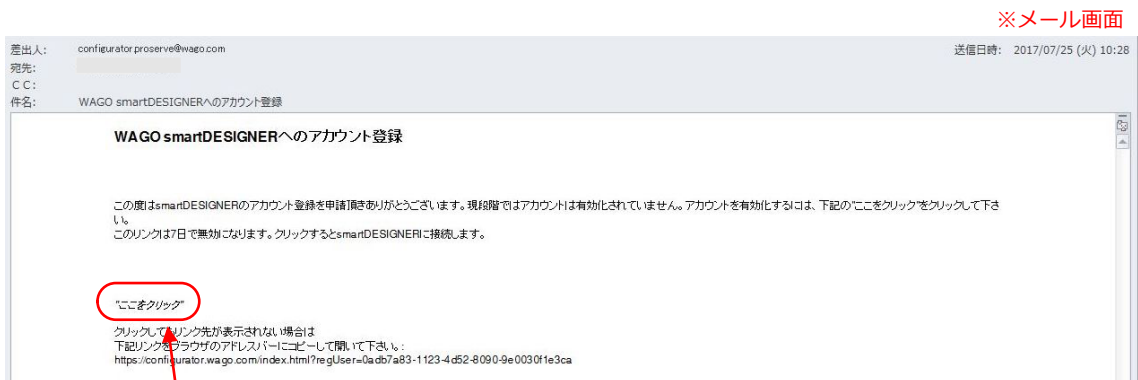 ※メール画面
差出人: configurator.proserve@wago.com 送信日時: 2017/07/25 (火) 10:28
宛先:
CC:
件名: WAGO smartDESIGNERへのアカウント登録
WAGO smartDESIGNERへのアカウント登録
この度はsmartDESIGNERのアカウント登録を申請頂きありがとうございます。現段階ではアカウントは有効化されていません。アカウントを有効化するには、下記の"ここをクリック"をクリックして下さ
い。
このリンクは7日で無効になります。クリックするとsmartDESIGNERに接続します。
"ここをクリック"
クリックしてもリンク先が表示されない場合は
下記リンクをブラウザのアドレスバーにコピーして開いて下さい。:
https://configurator.wago.com/index.html?regUser=0adb7a83-1123-4d52-8090-9e0030f1e3ca